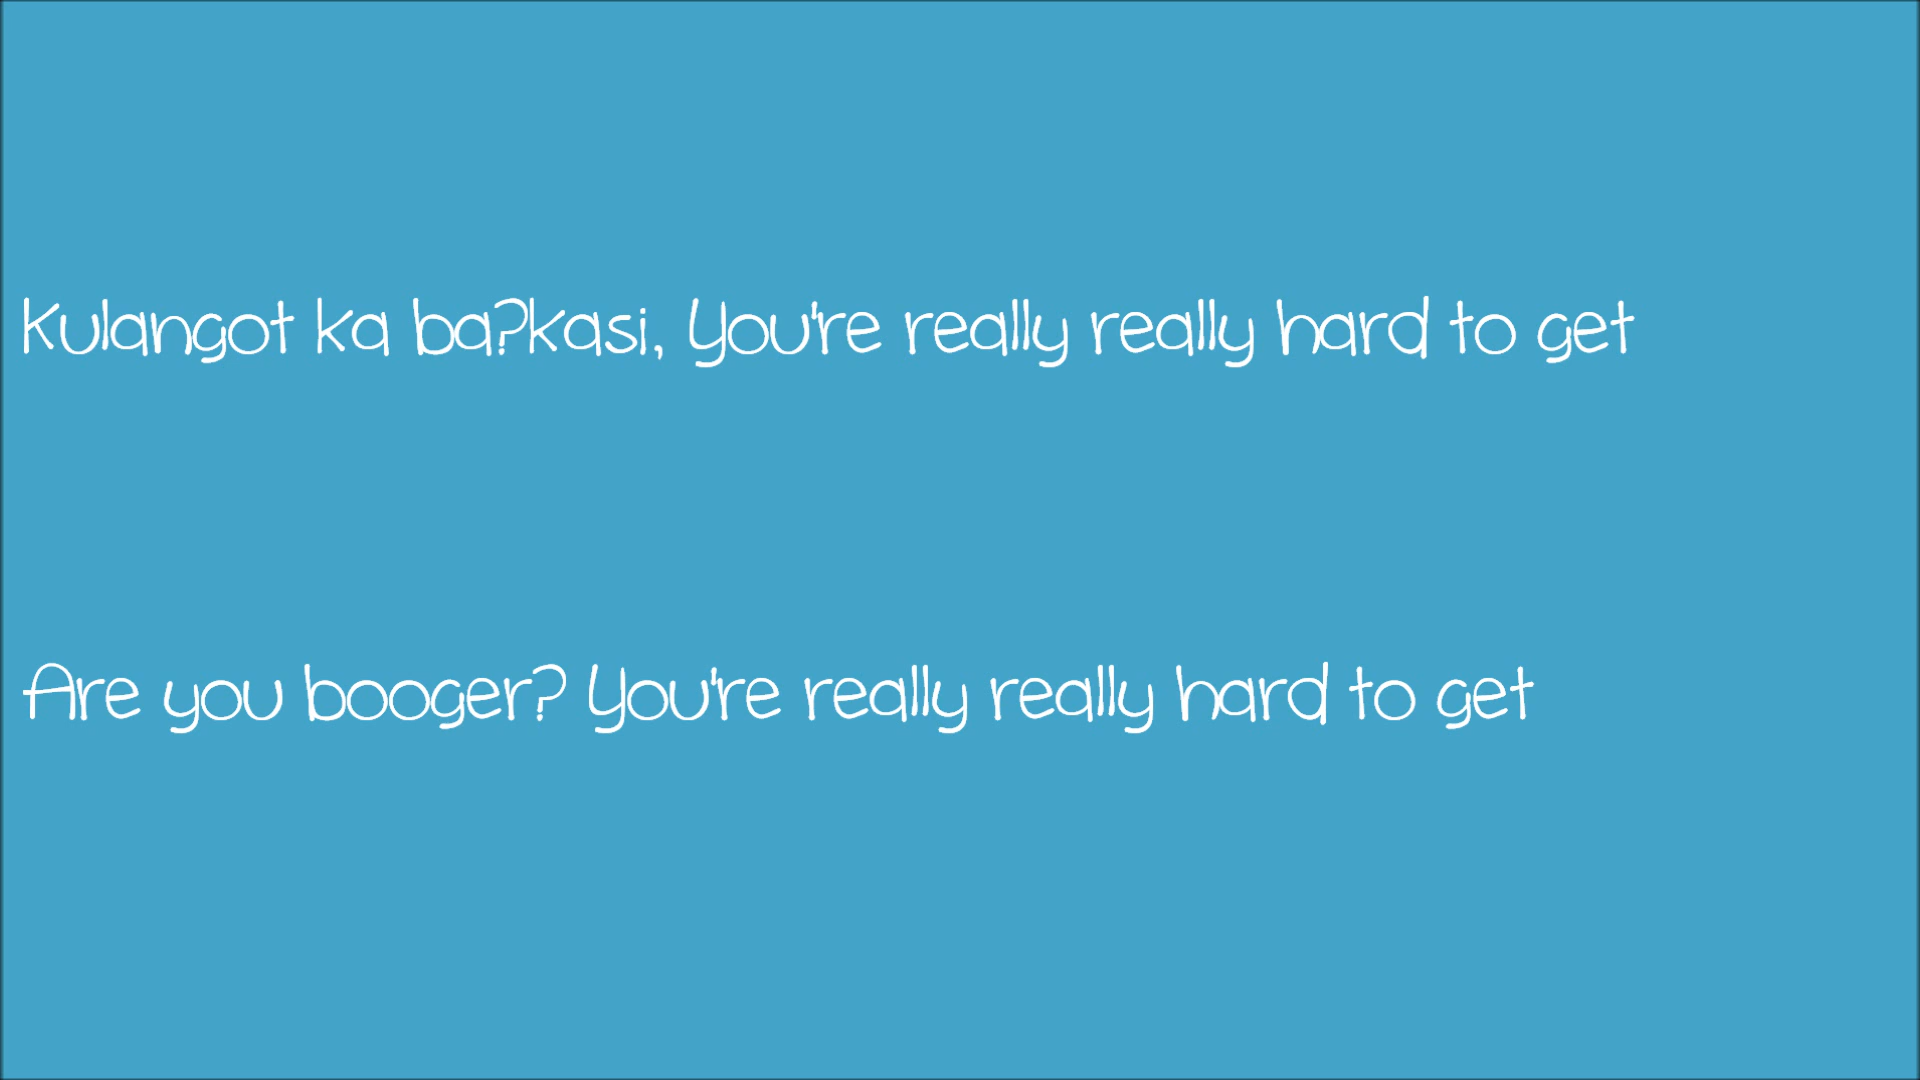 Kulangot ka ba?kasi, You're really really hard to get
Are you booger? You're really really hard to get